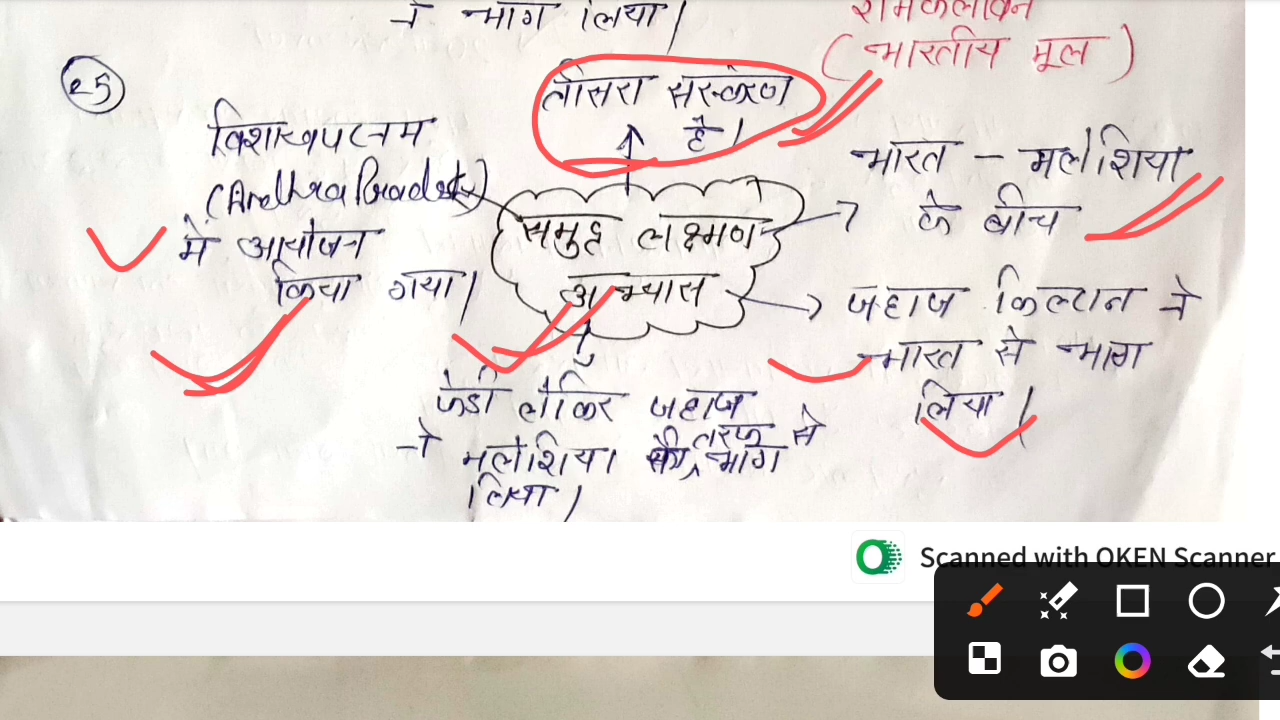 ने भाग लिया।
रामकलावन
(भारतीय मूल)
25
तीसरा संस्करण
है।
विशाखपटनम
(Andhra Pradesh)
में आयोजन
किया गया।
समुद्र लक्ष्मण
अभ्यास
भारत - मलेशिया
के बीच
जहाज किल्टान ने
भारत से भाग
लिया।
केडी लेकिर जहाज
ने मलेशिया की तरफ से भाग
लिया।
Scanned with OKEN Scanner